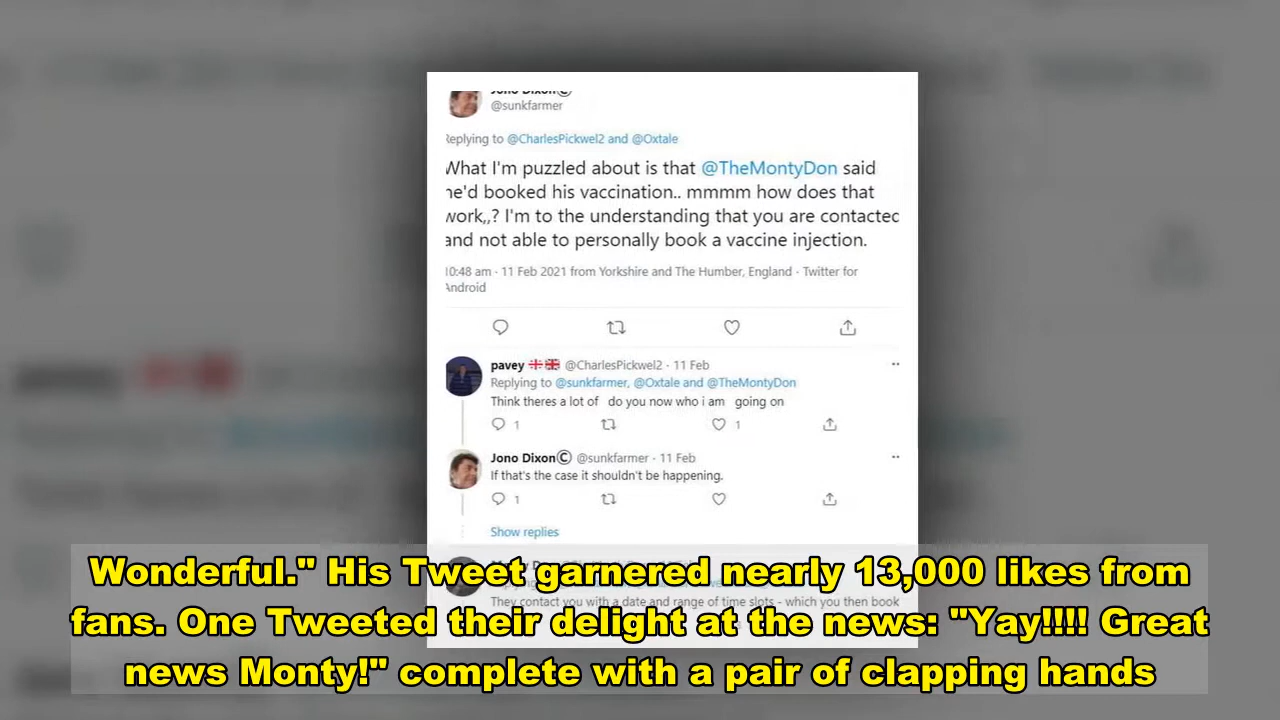 Jono DixonⒸ
@sunkfarmer
Replying to @CharlesPickwel2 and @Oxtale
What I'm puzzled about is that @TheMontyDon said
he'd booked his vaccination.. mmmm how does that
work,,? I'm to the understanding that you are contacted
and not able to personally book a vaccine injection.
10:48 am · 11 Feb 2021 from Yorkshire and The Humber, England · Twitter for
Android
pavey @CharlesPickwel2 · 11 Feb
Replying to @sunkfarmer, @Oxtale and @TheMontyDon
Think theres a lot of do you now who i am going on
1 1
Jono DixonⒸ @sunkfarmer · 11 Feb
If that's the case it shouldn't be happening.
1
Show replies
They contact you with a date and range of time slots - which you then book
Wonderful." His Tweet garnered nearly 13,000 likes from
fans. One Tweeted their delight at the news: "Yay!!!! Great
news Monty!" complete with a pair of clapping hands